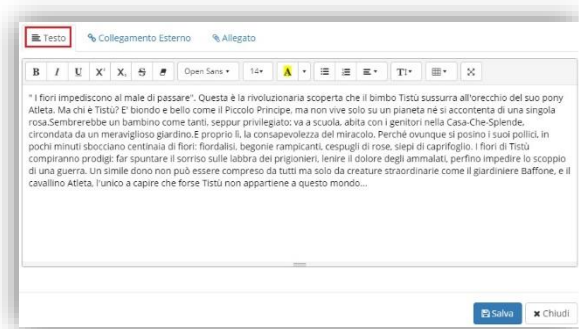 Testo Collegamento Esterno Allegato
B I U X² X₂ S Open Sans 14 A T
" I fiori impediscono al male di passare". Questa è la rivoluzionaria scoperta che il bimbo Tistù sussurra all'orecchio del suo pony
Atleta. Ma chi è Tistù? E' biondo e bello come il Piccolo Principe, ma non vive solo su un pianeta né si accontenta di una singola
rosa.Sembrerebbe un bambino come tanti, seppur privilegiato: va a scuola, abita con i genitori nella Casa-Che-Splende,
circondata da un meraviglioso giardino.E proprio lì, la consapevolezza del miracolo. Perché ovunque si posino i suoi pollici, in
pochi minuti sbocciano centinaia di fiori: fiordalisi, begonie rampicanti, cespugli di rose, siepi di caprifoglio. I fiori di Tistù
compiranno prodigi: far spuntare il sorriso sulle labbra dei prigionieri, lenire il dolore degli ammalati, perfino impedire lo scoppio
di una guerra. Un simile dono non può essere compreso da tutti ma solo da creature straordinarie come il giardiniere Baffone, e il
cavallino Atleta, l'unico a capire che forse Tistù non appartiene a questo mondo...
Salva Chiudi